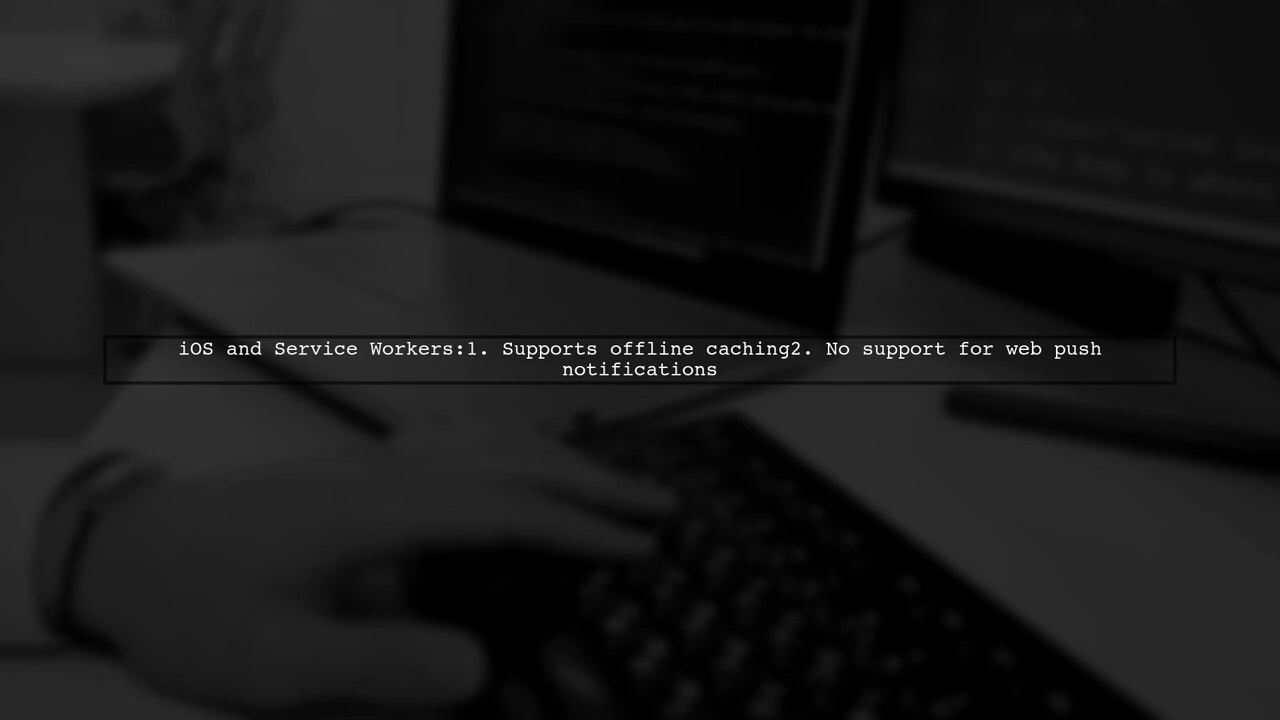 iOS and Service Workers:1. Supports offline caching2. No support for web push
notifications